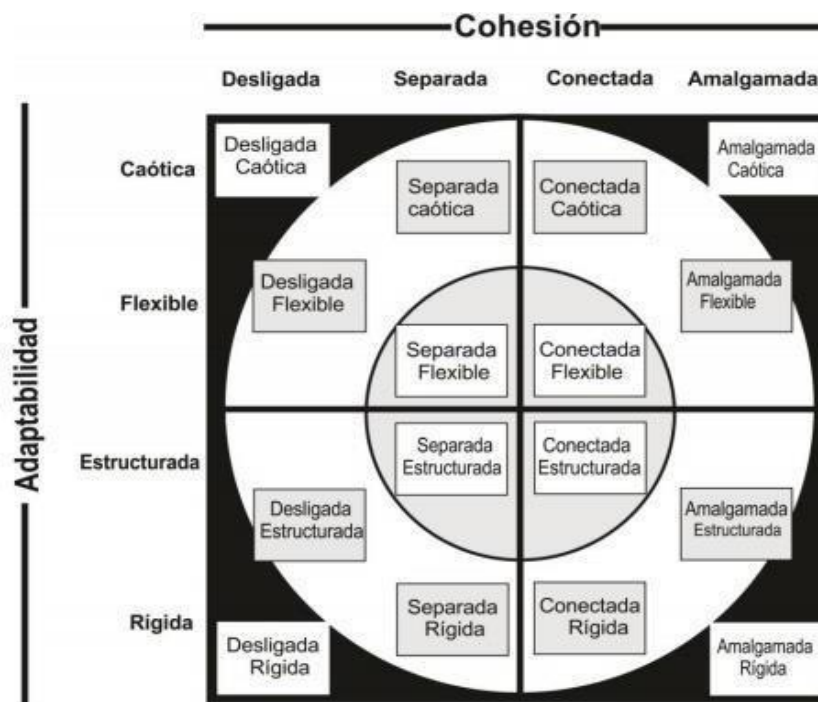 Cohesión
Desligada
Separada
Conectada
Amalgamada
Adaptabilidad
Caótica
Desligada
Caótica
Separada
caótica
Conectada
Caótica
Amalgamada
Caótica
Flexible
Desligada
Flexible
Separada
Flexible
Conectada
Flexible
Amalgamada
Flexible
Estructurada
Separada
Estructurada
Conectada
Estructurada
Desligada
Estructurada
Amalgamada
Estructurada
Rígida
Desligada
Rígida
Separada
Rígida
Conectada
Rígida
Amalgamada
Rígida